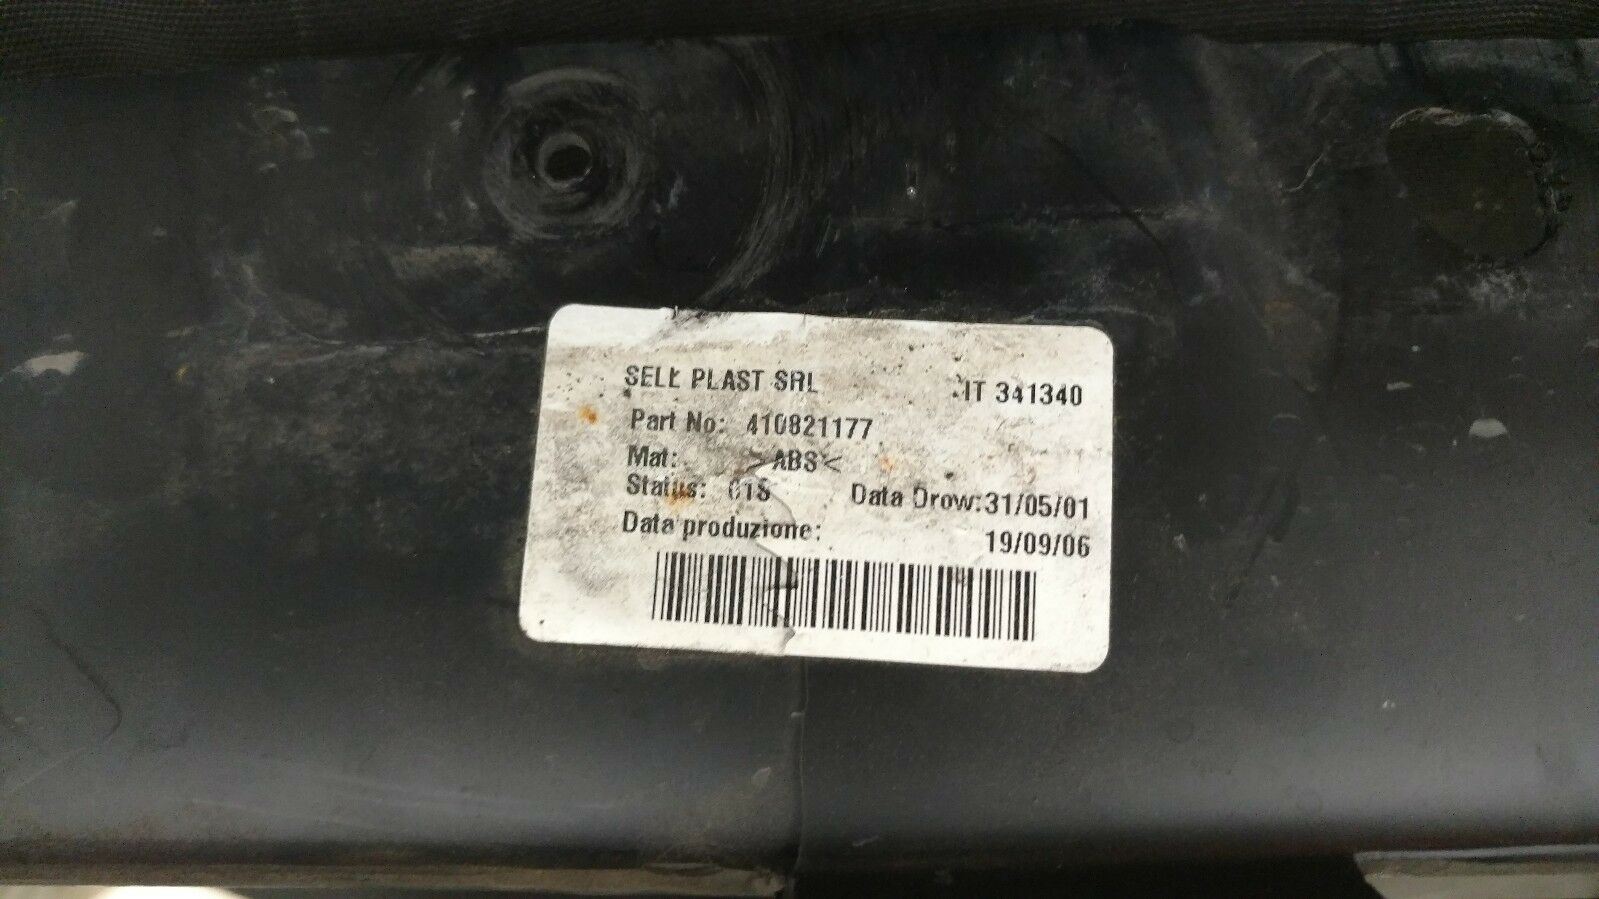 SELL PLAST SRL
IT 341340
Part No: 410821177
Mat: >ABS<
Status: 01S Data Drow:31/05/01
Data produzione: 19/09/06